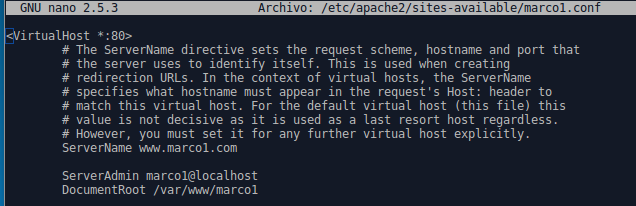 GNU nano 2.5.3 Archivo: /etc/apache2/sites-available/marco1.conf
<VirtualHost *:80>
# The ServerName directive sets the request scheme, hostname and port that
# the server uses to identify itself. This is used when creating
# redirection URLs. In the context of virtual hosts, the ServerName
# specifies what hostname must appear in the request's Host: header to
# match this virtual host. For the default virtual host (this file) this
# value is not decisive as it is used as a last resort host regardless.
# However, you must set it for any further virtual host explicitly.
ServerName www.marco1.com
ServerAdmin marco1@localhost
DocumentRoot /var/www/marco1